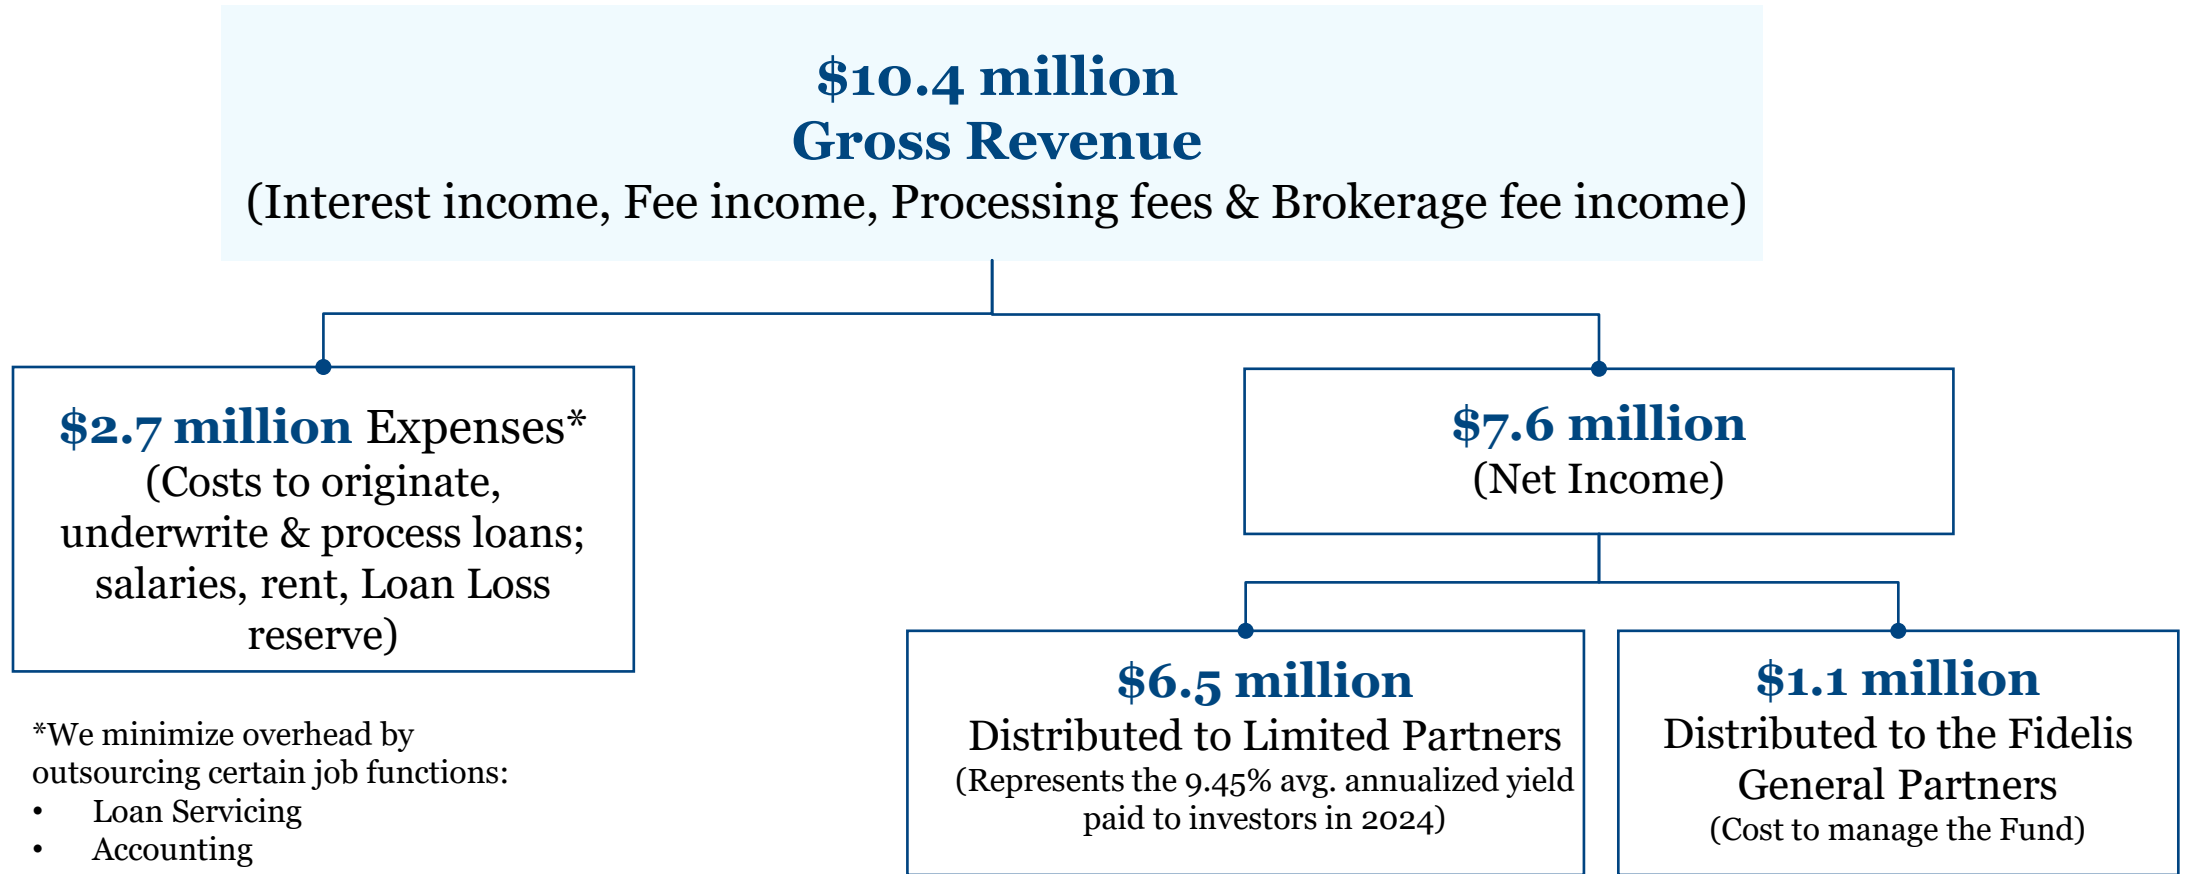 $10.4 million
Gross Revenue
(Interest income, Fee income, Processing fees & Brokerage fee income)
$2.7 million Expenses*
(Costs to originate,
underwrite & process loans;
salaries, rent, Loan Loss
reserve)
$7.6 million
(Net Income)
$6.5 million
Distributed to Limited Partners
(Represents the 9.45% avg. annualized yield
paid to investors in 2024)
$1.1 million
Distributed to the Fidelis
General Partners
(Cost to manage the Fund)
*We minimize overhead by
outsourcing certain job functions:
• Loan Servicing
• Accounting